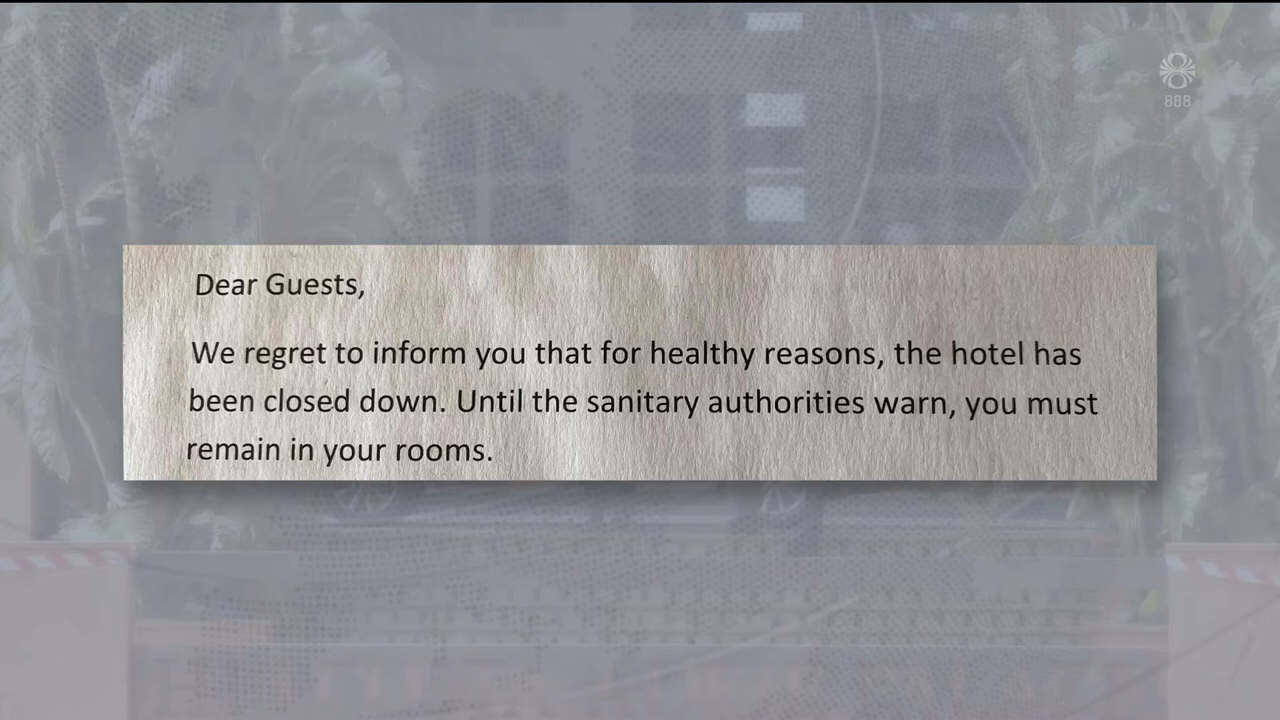 888
Dear Guests,
We regret to inform you that for healthy reasons, the hotel has
been closed down. Until the sanitary authorities warn, you must
remain in your rooms.